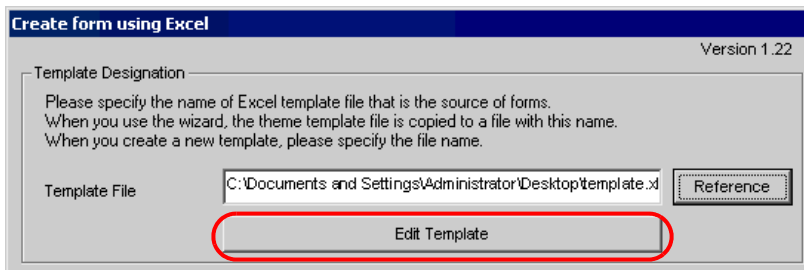 Create form using Excel
Version 1.22
Template Designation
Please specify the name of Excel template file that is the source of forms.
When you use the wizard, the theme template file is copied to a file with this name.
When you create a new template, please specify the file name.
Template File
C:\Documents and Settings\Administrator\Desktop\template.xl
Reference
Edit Template